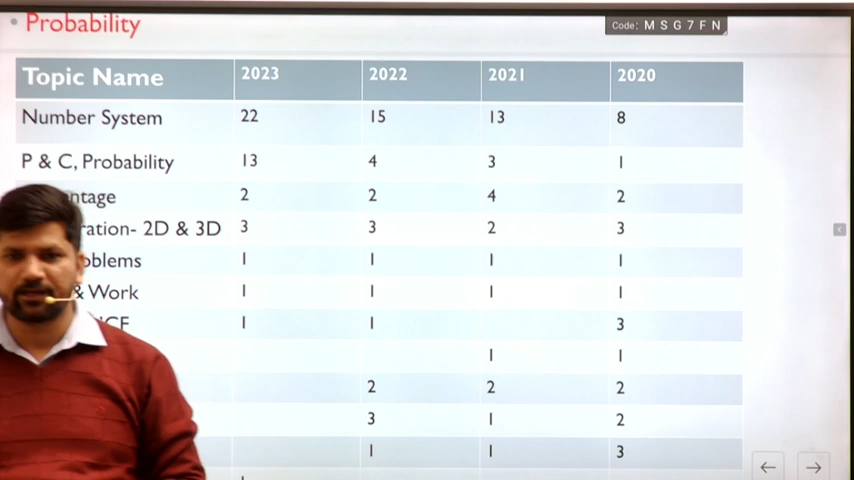 • Probability
Code: M S G 7 F N
Topic Name 2023 2022 2021 2020
Number System 22 15 13 8
P & C, Probability 13 4 3 1
ntage 2 2 4 2
ration- 2D & 3D 3 3 2 3
oblems 1 1 1 1
& Work 1 1 1 1
1 1 3
1 1
2 2 2
3 1 2
1 1 3